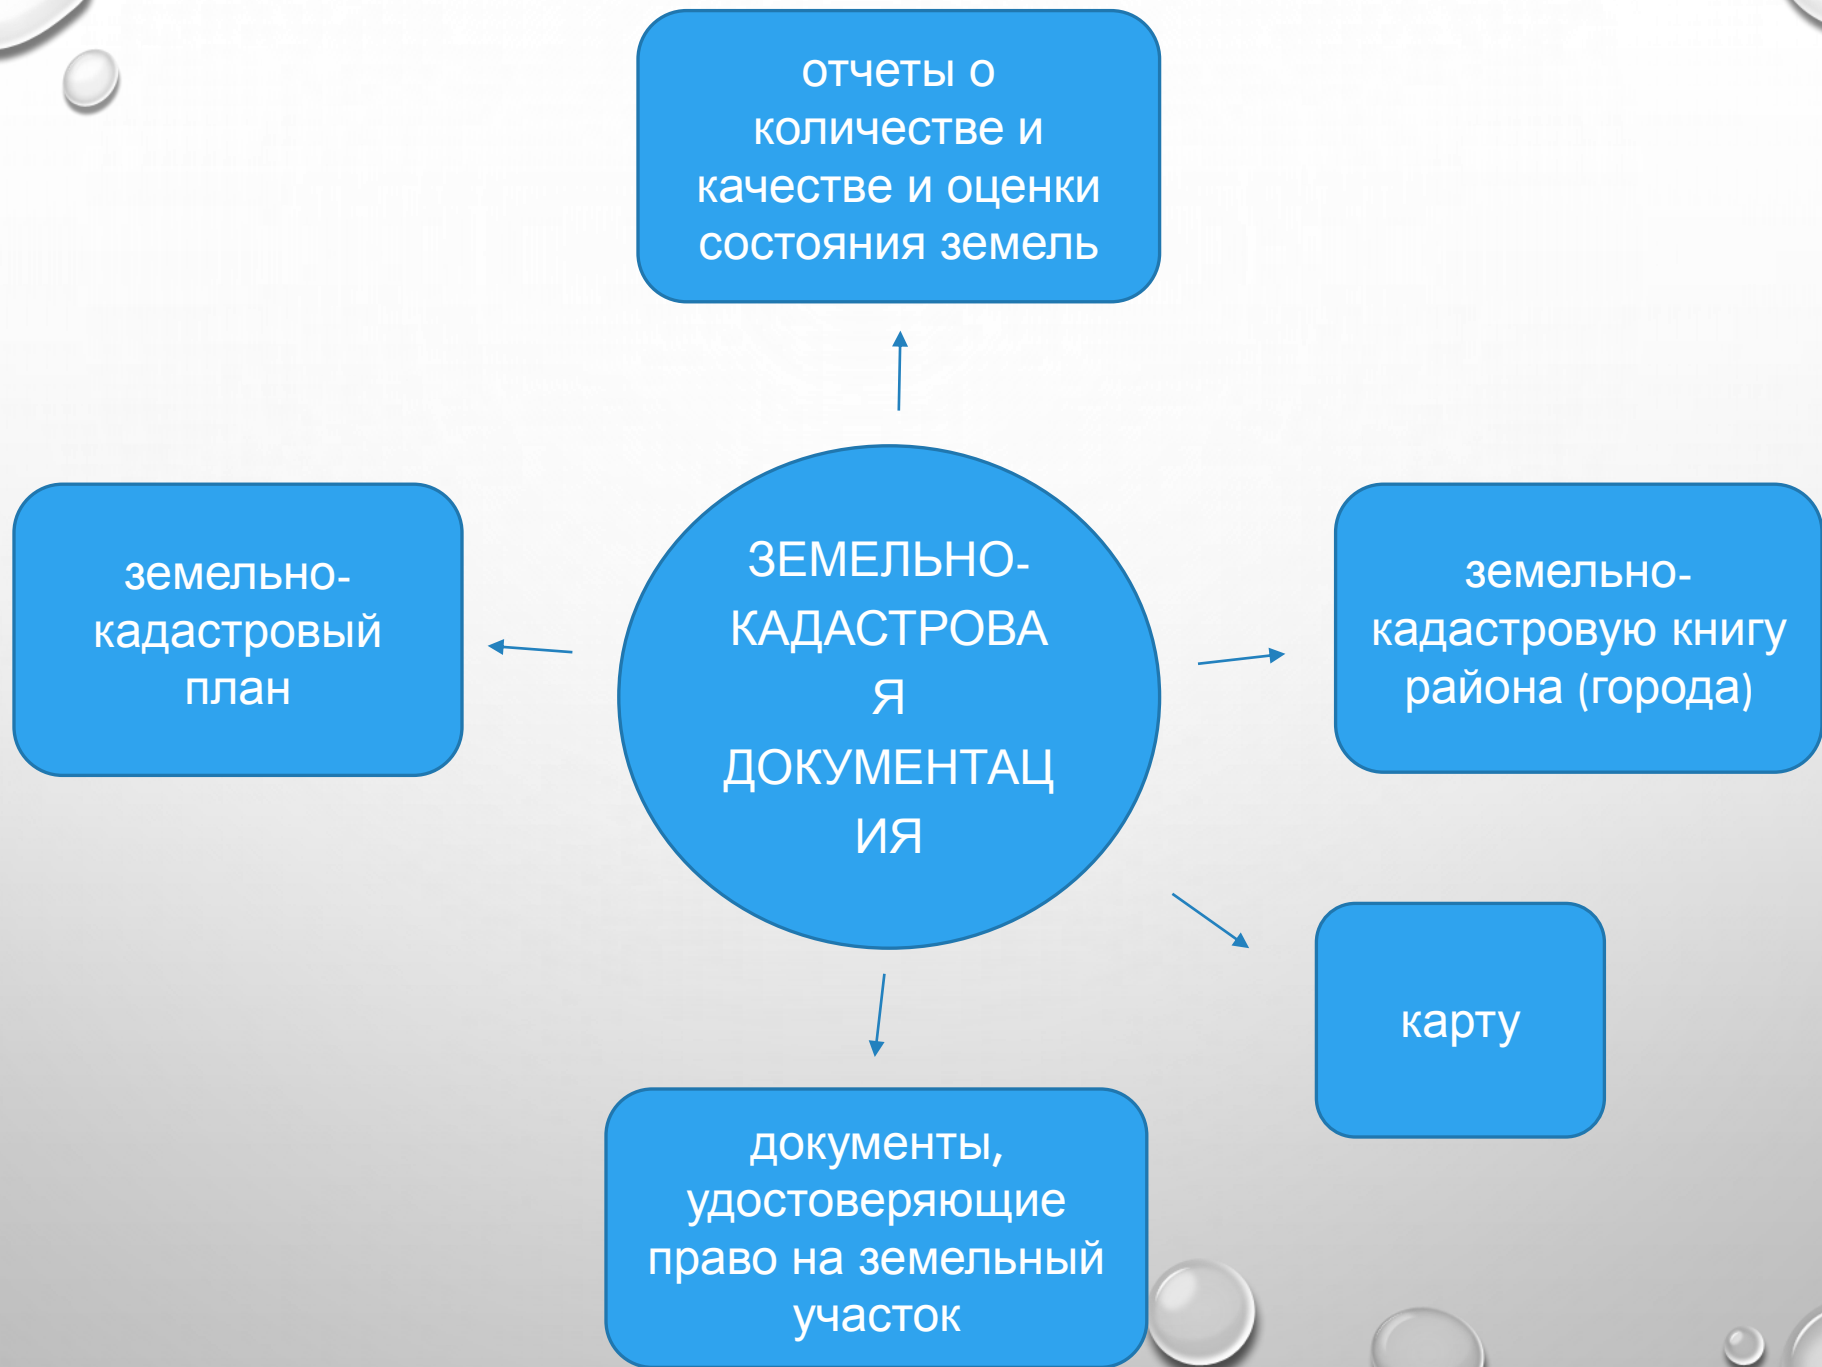 отчеты о
количестве и
качестве и оценки
состояния земель
земельно-
кадастровый
план
ЗЕМЕЛЬНО-
КАДАСТРОВА
Я
ДОКУМЕНТАЦ
ИЯ
земельно-
кадастровую книгу
района (города)
карту
документы,
удостоверяющие
право на земельный
участок